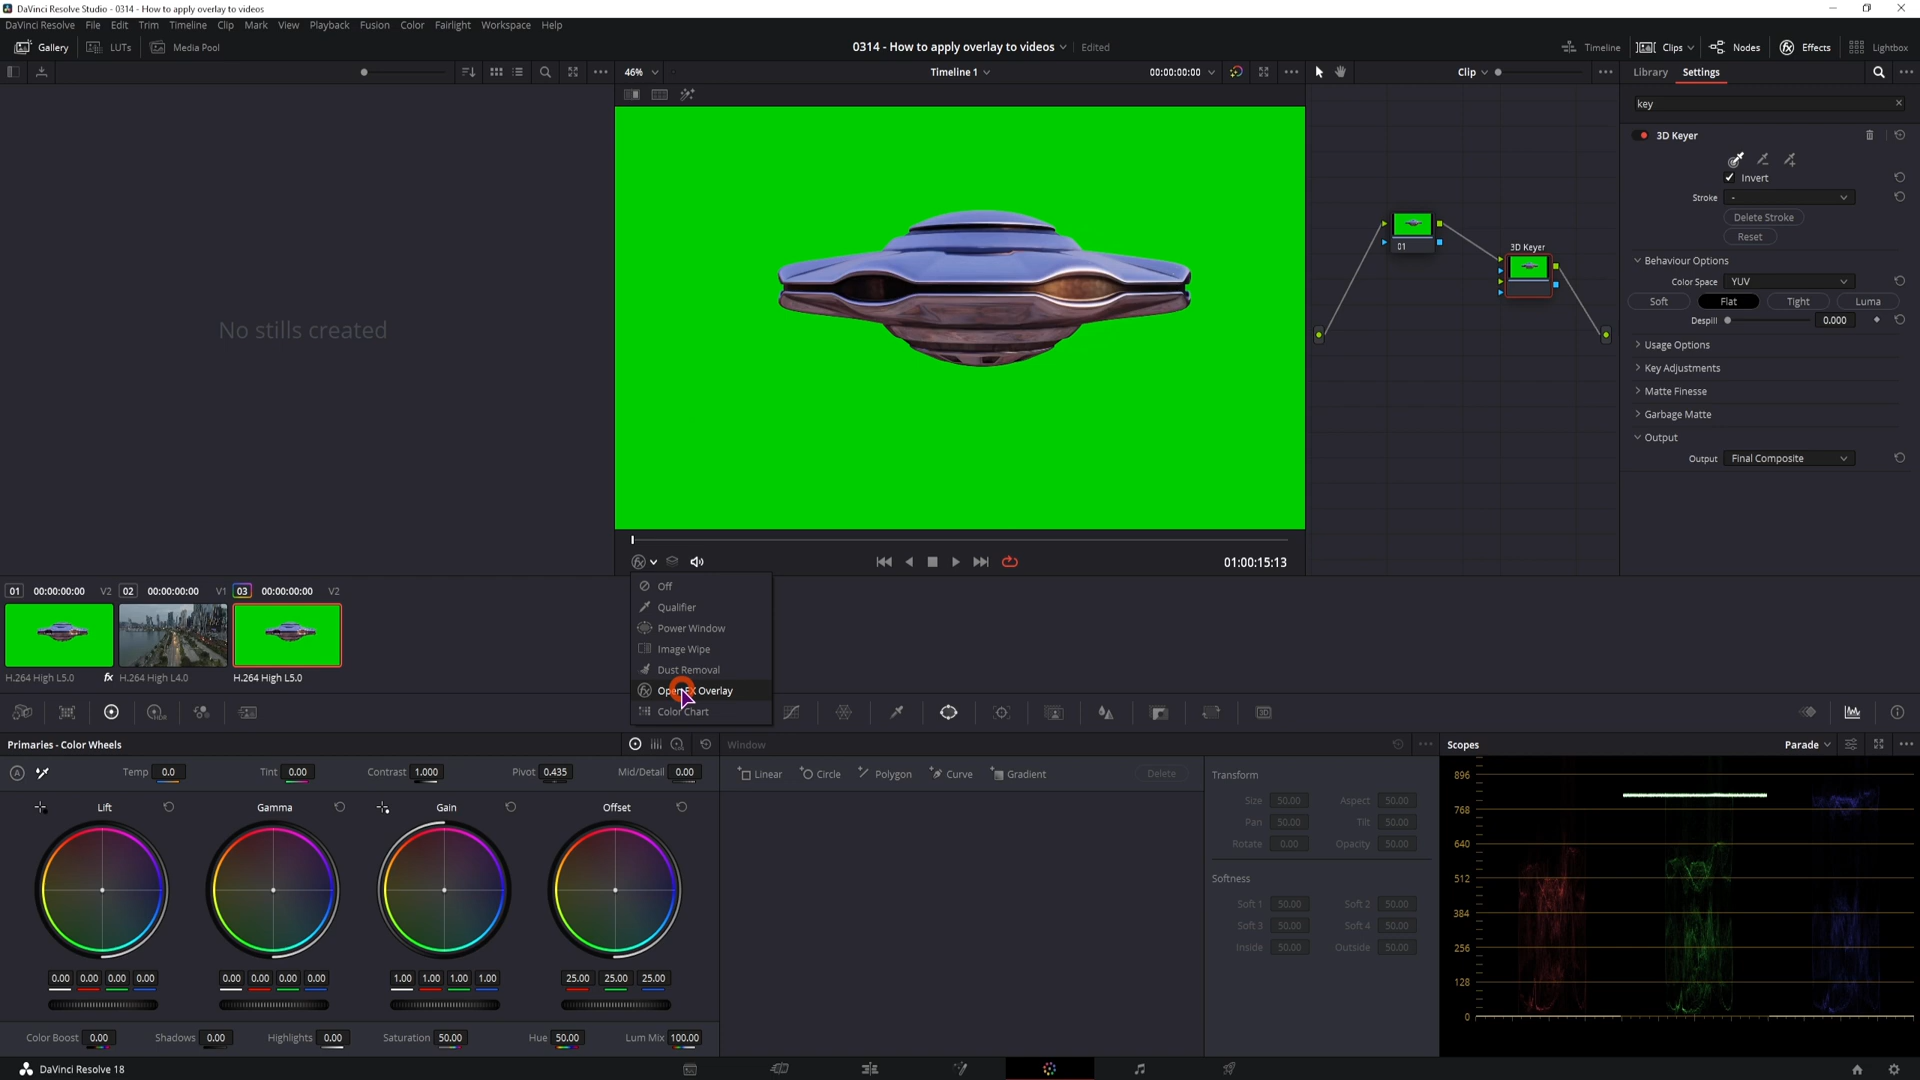 DaVinci Resolve Studio - 0314 - How to apply overlay to videos
DaVinci Resolve File Edit Trim Timeline Clip Mark View Playback Fusion Color Fairlight Workspace Help
Gallery LUTs Media Pool 0314 - How to apply overlay to videos Edited Timeline Clips Nodes Effects Lightbox
46% Timeline 1 00:00:00:00 Clip Library Settings
key
3D Keyer
Invert
Stroke -
Delete Stroke
Reset
01
3D Keyer
Behaviour Options
Color Space YUV
Soft Flat Tight Luma
Despill 0.000
Usage Options
Key Adjustments
Matte Finesse
Garbage Matte
Output
Output Final Composite
No stills created
01:00:15:13
01 00:00:00:00 V2 02 00:00:00:00 V1 03 00:00:00:00 V2
H.264 High L5.0 fx H.264 High L4.0 H.264 High L5.0
Off
Qualifier
Power Window
Image Wipe
Dust Removal
Overlay
Color Chart
Primaries - Color Wheels Window Scopes Parade
Temp 0.0 Tint 0.00 Contrast 1.000 Pivot 0.435 Mid/Detail 0.00
Linear Circle Polygon Curve Gradient Delete
Lift Gamma Gain Offset
0.00 0.00 0.00 0.00 0.00 0.00 0.00 0.00 1.00 1.00 1.00 1.00 25.00 25.00 25.00
Color Boost 0.00 Shadows 0.00 Highlights 0.00 Saturation 50.00 Hue 50.00 Lum Mix 100.00
Transform
Size 50.00 Aspect 50.00
Pan 50.00 Tilt 50.00
Rotate 0.00 Opacity 50.00
Softness
Soft 1 50.00 Soft 2 50.00
Soft 3 50.00 Soft 4 50.00
Inside 50.00 Outside 50.00
896
768
640
512
384
256
128
0
DaVinci Resolve 18